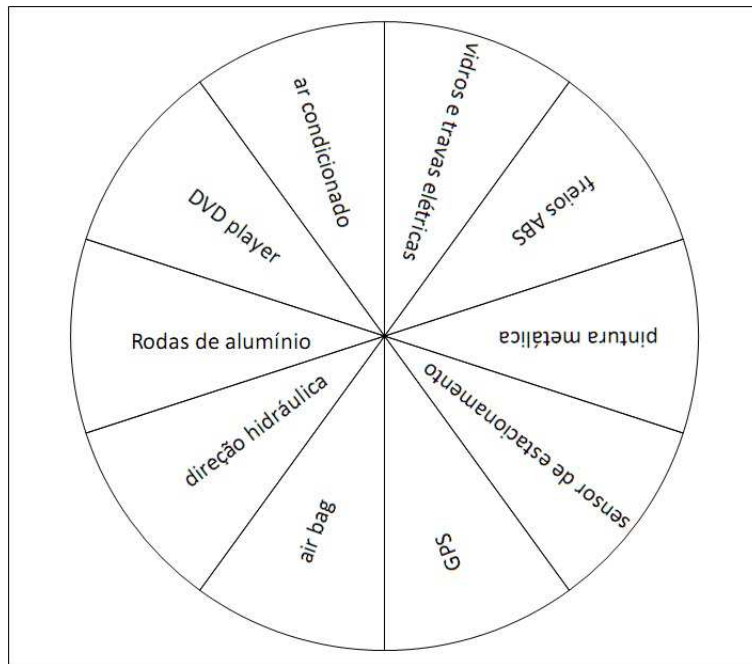 vidros e travas elétricas
freios ABS
pintura metálica
sensor de estacionamento
GPS
air bag
direção hidráulica
Rodas de alumínio
DVD player
ar condicionado